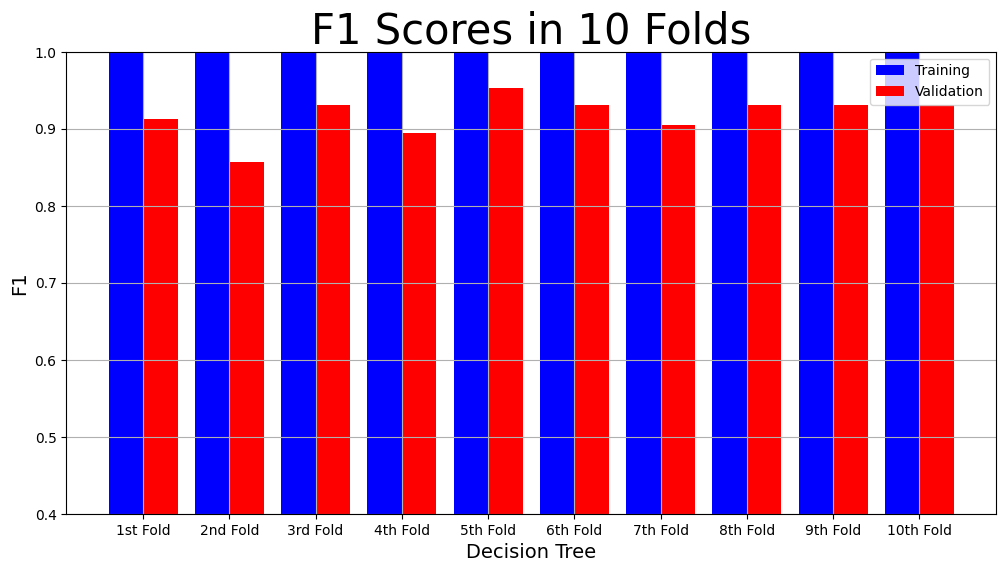 F1 Scores in 10 Folds
1.0
0.9
0.8
0.7
0.6
0.5
0.4
F1
Training
Validation
1st Fold 2nd Fold 3rd Fold 4th Fold 5th Fold 6th Fold 7th Fold 8th Fold 9th Fold 10th Fold
Decision Tree